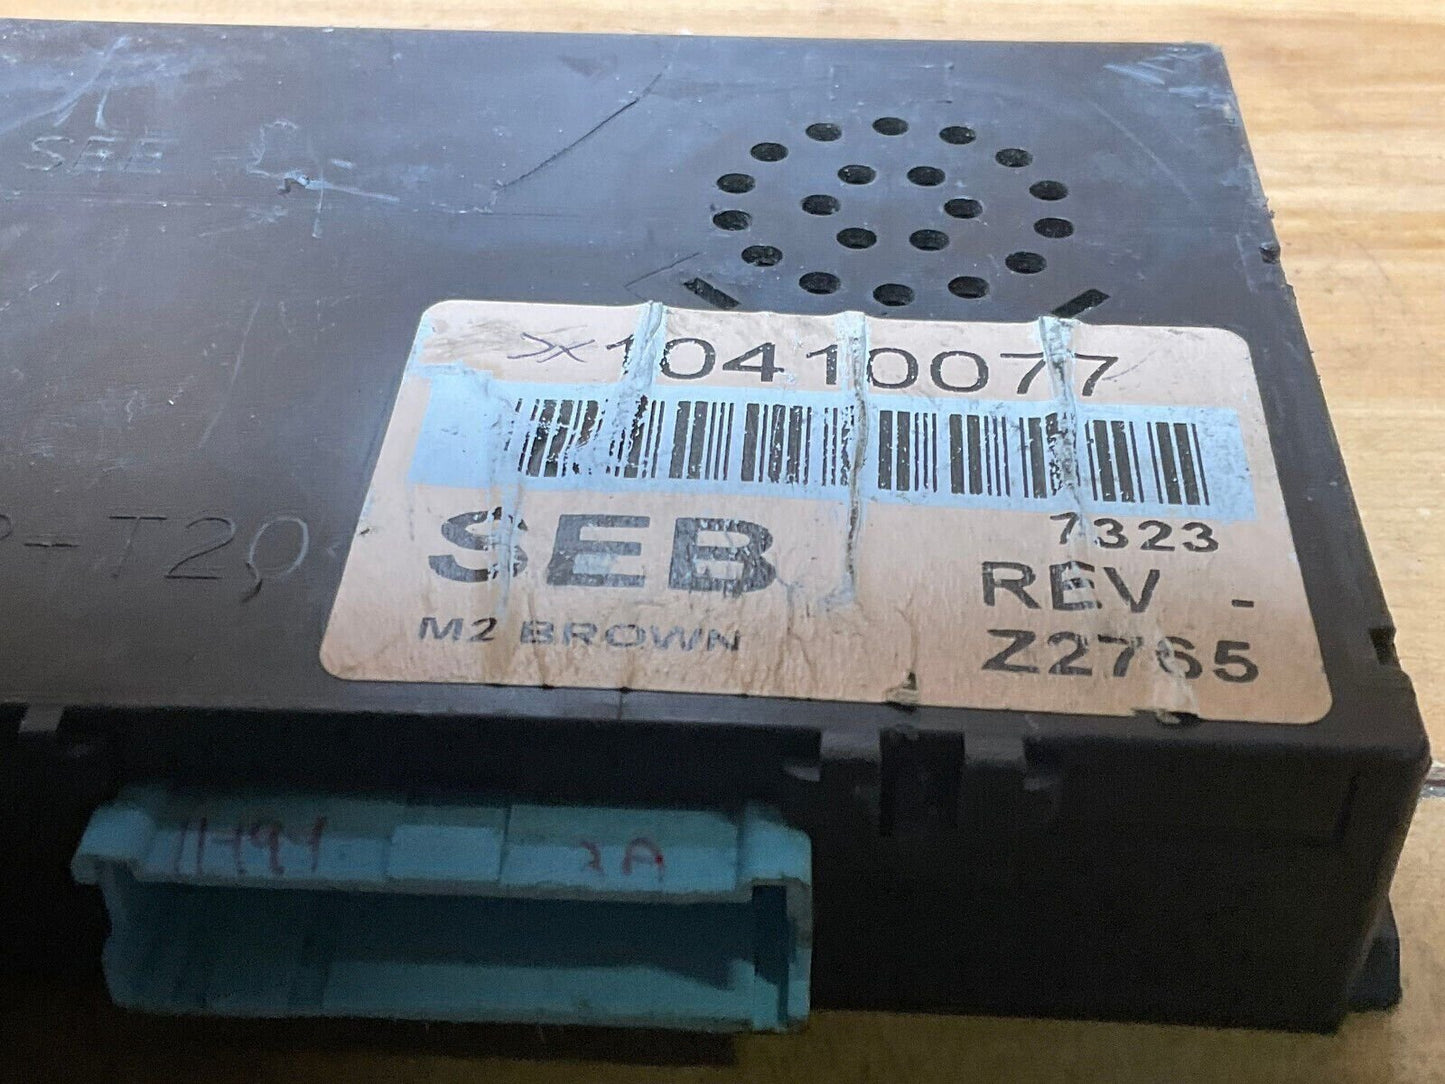 SEE
10410077
SEB
7323
REV -
M2 BROWN
Z2765
-T20
2A